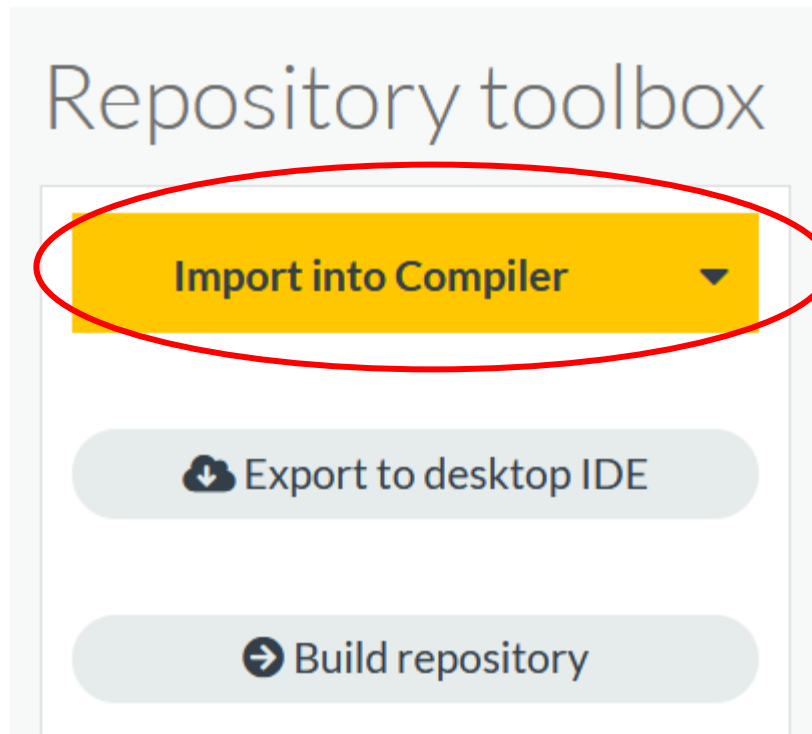 Repository toolbox
Import into Compiler
Export to desktop IDE
Build repository